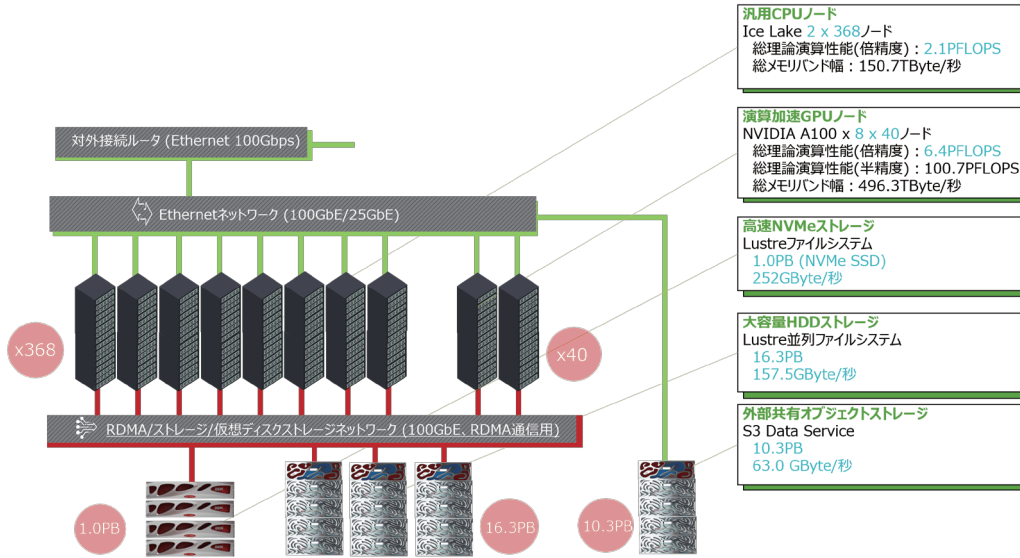 対外接続ルータ (Ethernet 100Gbps)
Ethernetネットワーク (100GbE/25GbE)
x368
x40
RDMA/ストレージ/仮想ディスクストレージネットワーク (100GbE、RDMA通信用)
1.0PB
16.3PB
10.3PB
汎用CPUノード
Ice Lake 2 x 368ノード
総理論演算性能(倍精度) : 2.1PFLOPS
総メモリバンド幅 : 150.7TByte/秒
演算加速GPUノード
NVIDIA A100 x 8 x 40ノード
総理論演算性能(倍精度) : 6.4PFLOPS
総理論演算性能(半精度) : 100.7PFLOPS
総メモリバンド幅 : 496.3TByte/秒
高速NVMeストレージ
Lustreファイルシステム
1.0PB (NVMe SSD)
252GByte/秒
大容量HDDストレージ
Lustre並列ファイルシステム
16.3PB
157.5GByte/秒
外部共有オブジェクトストレージ
S3 Data Service
10.3PB
63.0 GByte/秒